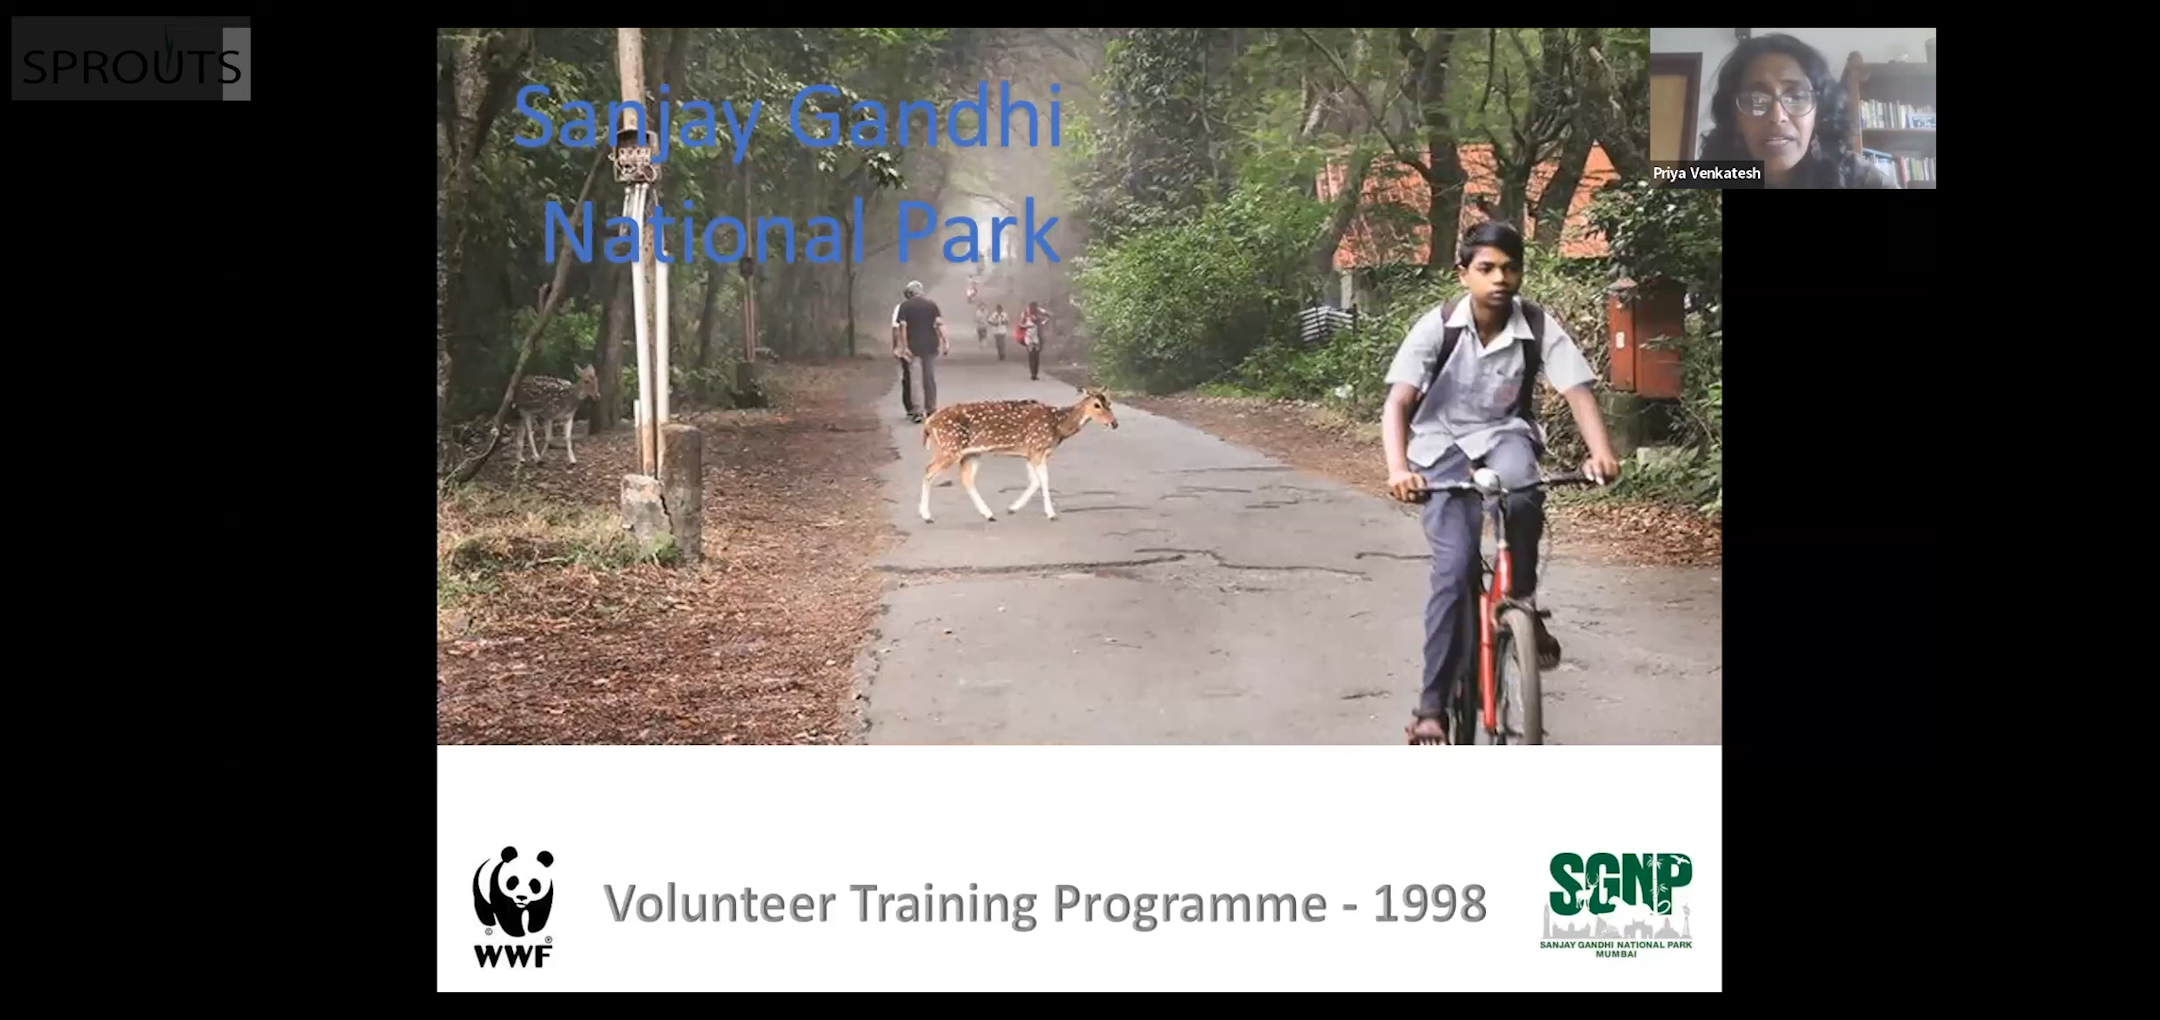 SPROUTS
Sanjay Gandhi
National Park
Priya Venkatesh
Volunteer Training Programme - 1998
©
®
WWF
SGNP
SANJAY GANDHI NATIONAL PARK
MUMBAI